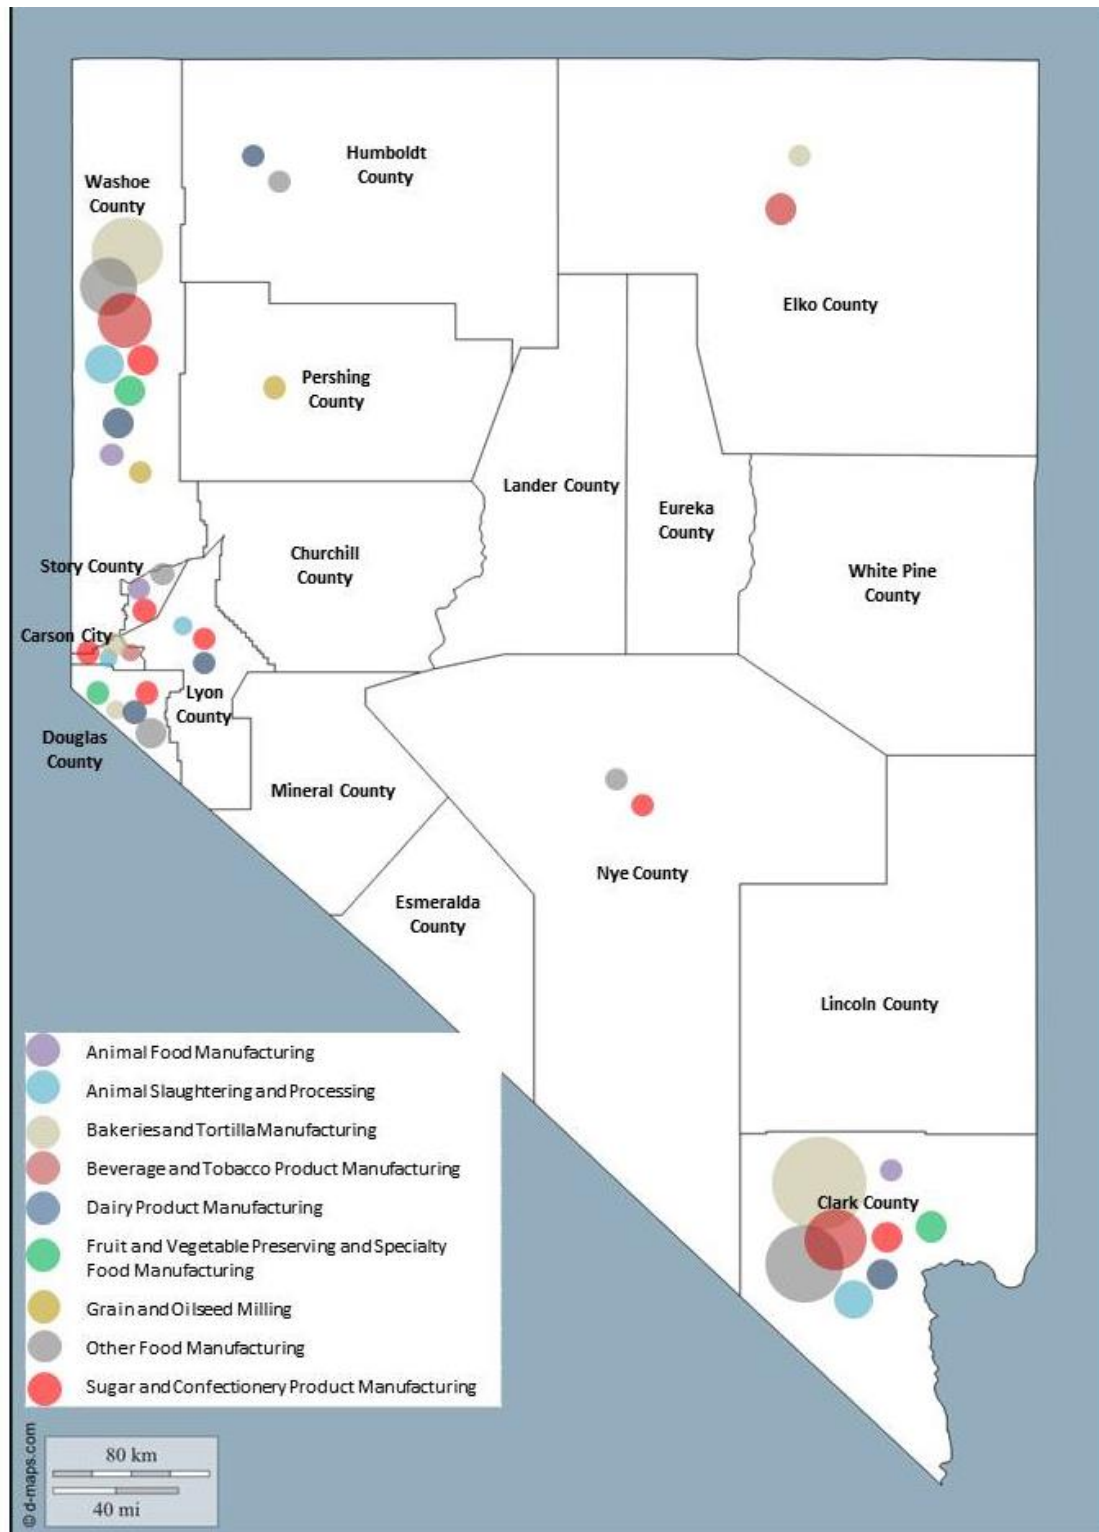 Humboldt
County
Washoe
County
Elko County
Pershing
County
Lander County
Eureka
County
Churchill
County
White Pine
County
Story County
Carson City
Lyon
County
Douglas
County
Mineral County
Nye County
Esmeralda
County
Lincoln County
Clark County
Animal Food Manufacturing
Animal Slaughtering and Processing
Bakeries and Tortilla Manufacturing
Beverage and Tobacco Product Manufacturing
Dairy Product Manufacturing
Fruit and Vegetable Preserving and Specialty
Food Manufacturing
Grain and Oilseed Milling
Other Food Manufacturing
Sugar and Confectionery Product Manufacturing
© d-maps.com
80 km
40 mi